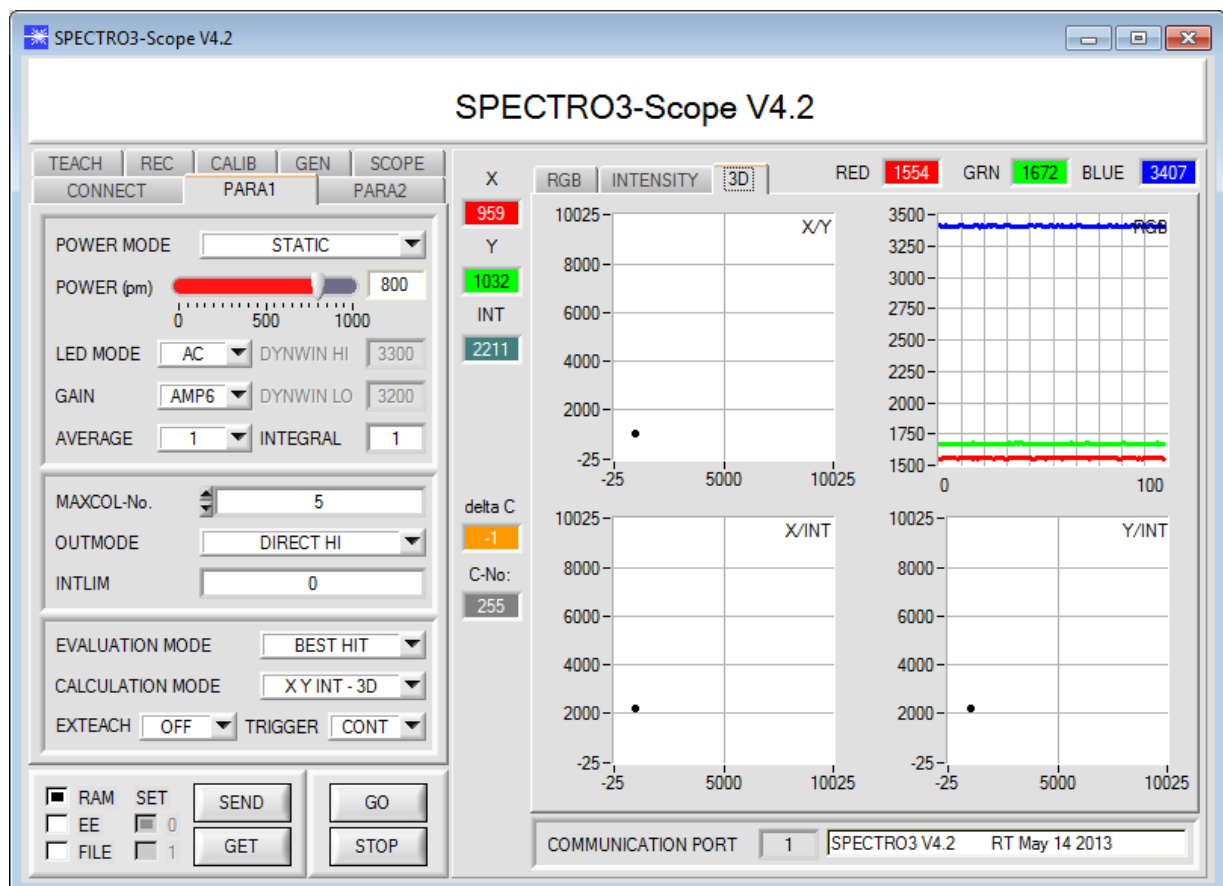 SPECTRO3-Scope V4.2
SPECTRO3-Scope V4.2
TEACH REC CALIB GEN SCOPE
CONNECT PARA1 PARA2
POWER MODE STATIC
POWER (pm) 800
0 500 1000
LED MODE AC DYNWIN HI 3300
GAIN AMP6 DYNWIN LO 3200
AVERAGE 1 INTEGRAL 1
MAXCOL-No. 5
OUTMODE DIRECT HI
INTLIM 0
EVALUATION MODE BEST HIT
CALCULATION MODE X Y INT - 3D
EXTEACH OFF TRIGGER CONT
RAM SET SEND GO
EE 0
FILE 1 GET STOP
X
959
Y
1032
INT
2211
delta C
-1
C-No:
255
RGB INTENSITY 3D RED 1554 GRN 1672 BLUE 3407
X/Y
10025
8000
6000
4000
2000
-25
-25 5000 10025
RGB
3500
3250
3000
2750
2500
2250
2000
1750
1500
0 100
X/INT
10025
8000
6000
4000
2000
-25
-25 5000 10025
Y/INT
10025
8000
6000
4000
2000
-25
-25 5000 10025
COMMUNICATION PORT 1 SPECTRO3 V4.2 RT May 14 2013